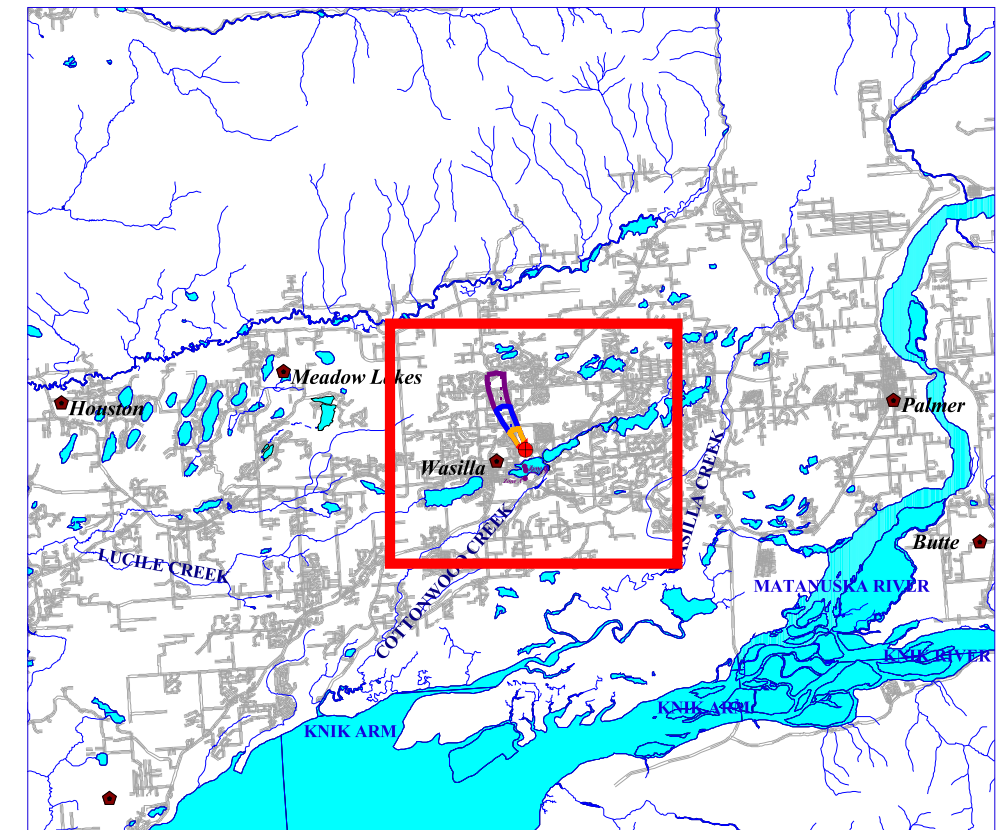 Meadow Lakes
Houston
Palmer
Wasilla
COTTONWOOD CREEK
WASILLA CREEK
LUCILE CREEK
Butte
MATANUSKA RIVER
KNIK RIVER
KNIK ARM
KNIK ARM